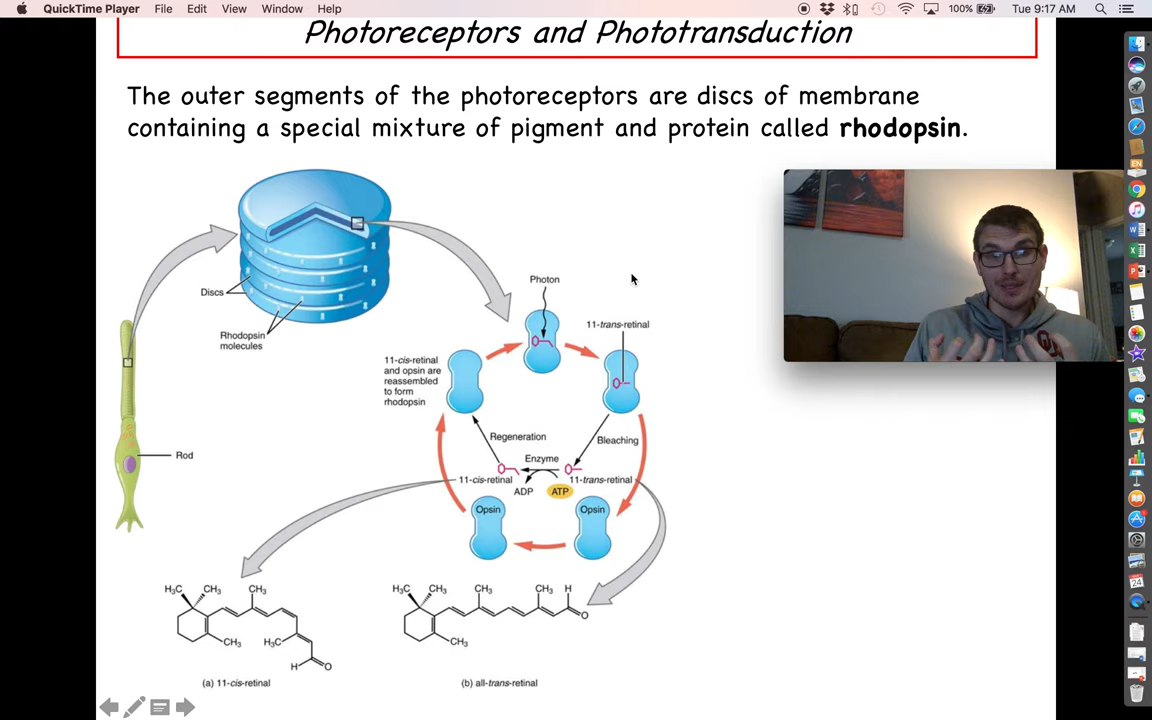 QuickTime Player File Edit View Window Help 100% Tue 9:17 AM
Photoreceptors and Phototransduction
The outer segments of the photoreceptors are discs of membrane
containing a special mixture of pigment and protein called rhodopsin.
Discs
Rhodopsin
molecules
Rod
Photon
11-trans-retinal
11-cis-retinal
and opsin are
reassembled
to form
rhodopsin
Regeneration
Bleaching
Enzyme
11-cis-retinal
11-trans-retinal
ADP
ATP
Opsin
Opsin
H₃C
CH₃
CH₃
CH₃
H₃C
H
O
(a) 11-cis-retinal
H₃C
CH₃
CH₃
CH₃
H
O
CH₃
(b) all-trans-retinal
EN
24